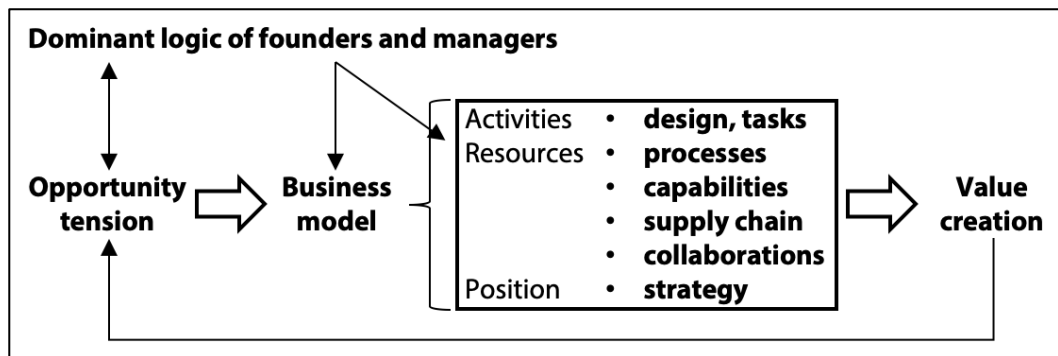 Dominant logic of founders and managers
Activities • design, tasks
Resources • processes
• capabilities
• supply chain
• collaborations
Position • strategy
Opportunity
tension
Business
model
Value
creation